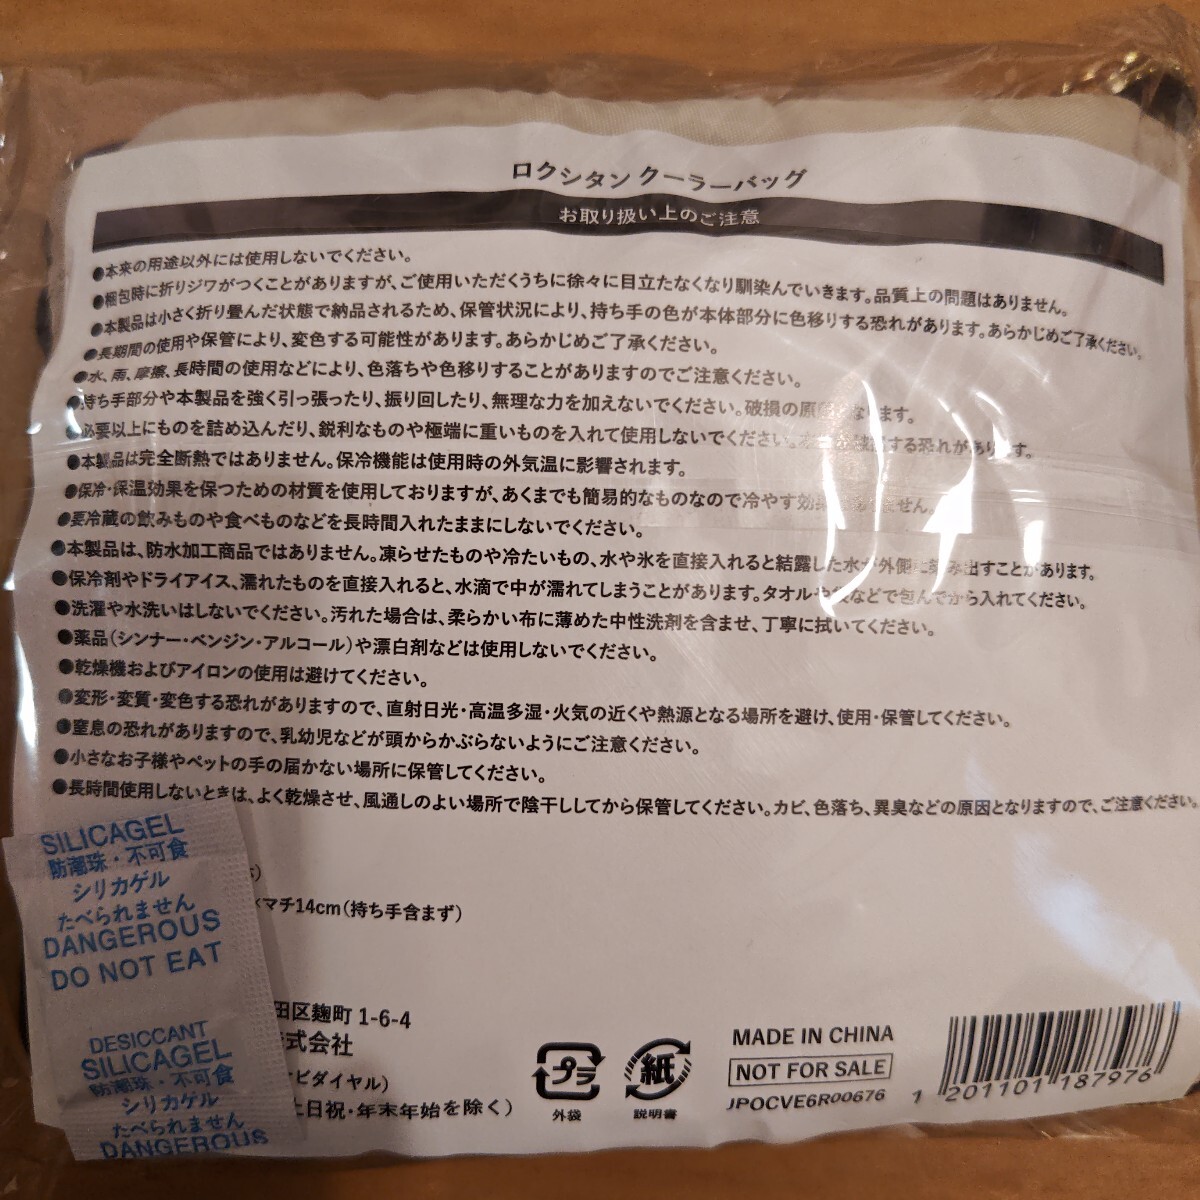 ロクシタン クーラーバッグ
お取り扱い上のご注意
●本来の用途以外には使用しないでください。
●梱包時に折りジワがつくことがありますが、ご使用いただくうちに徐々に目立たなくなり馴染んでいきます。品質上の問題はありません。
●本製品は小さく折り畳んだ状態で納品されるため、保管状況により、持ち手の色が本体部分に色移りする恐れがあります。あらかじめご了承ください。
●長期間の使用や保管により、変色する可能性があります。あらかじめご了承ください。
●水、雨、摩擦、長時間の使用などにより、色落ちや色移りすることがありますのでご注意ください。
●持ち手部分や本製品を強く引っ張ったり、振り回したり、無理な力を加えないでください。破損の原因となります。
●必要以上にものを詰め込んだり、鋭利なものや極端に重いものを入れて使用しないでください。する恐れがあります。
●本製品は完全断熱ではありません。保冷機能は使用時の外気温に影響されます。
●保冷・保温効果を保つための材質を使用しておりますが、あくまでも簡易的なものなので冷やす効果はありません。
●要冷蔵の飲みものや食べものなどを長時間入れたままにしないでください。
●本製品は、防水加工商品ではありません。凍らせたものや冷たいもの、水や氷を直接入れると結露した水が外側に染み出すことがあります。
●保冷剤やドライアイス、濡れたものを直接入れると、水滴で中が濡れてしまうことがあります。タオルや袋などで包んでから入れてください。
●洗濯や水洗いはしないでください。汚れた場合は、柔らかい布に薄めた中性洗剤を含ませ、丁寧に拭いてください。
●薬品（シンナー・ベンジン・アルコール）や漂白剤などは使用しないでください。
●乾燥機およびアイロンの使用は避けてください。
●変形・変質・変色する恐れがありますので、直射日光・高温多湿・火気の近くや熱源となる場所を避け、使用・保管してください。
●窒息の恐れがありますので、乳幼児などが頭からかぶらないようにご注意ください。
●小さなお子様やペットの手の届かない場所に保管してください。
●長時間使用しないときは、よく乾燥させ、風通しのよい場所で陰干ししてから保管してください。カビ、色落ち、異臭などの原因となりますので、ご注意ください。
）
×マチ14cm（持ち手含まず）
田区麹町 1-6-4
式会社
ビダイヤル）
土日祝・年末年始を除く）
SILICAGEL
防潮珠・不可食
シリカゲル
たべられません
DANGEROUS
DO NOT EAT
DESICCANT
SILICAGEL
防潮珠・不可食
シリカゲル
たべられません
DANGEROUS
プラ
外袋
紙
説明書
MADE IN CHINA
NOT FOR SALE
JPOCVE6R00676
1 201101 187976